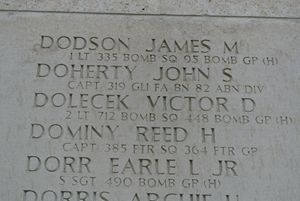 DODSON JAMES M
1 LT 335 BOMB SQ 95 BOMB GP (H)
DOHERTY JOHN S
CAPT 319 GLI FA BN 82 ABN DIV
DOLECEK VICTOR D
2 LT 712 BOMB SQ 448 BOMB GP (H)
DOMINY REED H
CAPT 385 FTR SQ 364 FTR GP
DORR EARLE L JR
S SGT 490 BOMB GP (H)
DORRIS ARCHIE